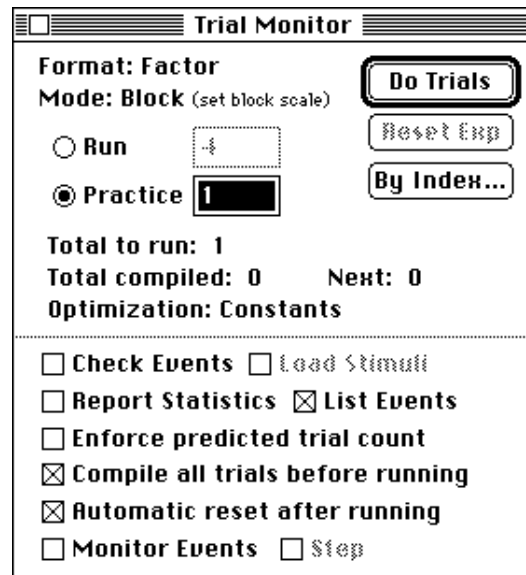 Trial Monitor
Format: Factor
Mode: Block (set block scale)
Do Trials
Run
Reset Exp
Practice 1
By Index...
Total to run: 1
Total compiled: 0 Next: 0
Optimization: Constants
Check Events Load Stimuli
Report Statistics List Events
Enforce predicted trial count
Compile all trials before running
Automatic reset after running
Monitor Events Step